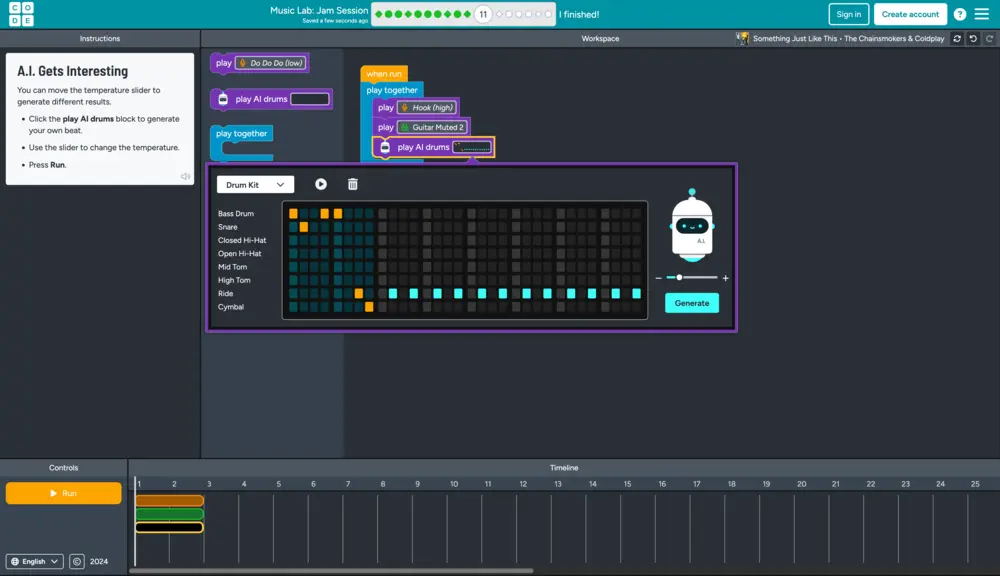 CO
DE
Music Lab: Jam Session
Saved a few seconds ago
11
I finished!
Sign in
Create account
?
Instructions
Workspace
Something Just Like This • The Chainsmokers & Coldplay
A.I. Gets Interesting
You can move the temperature slider to
generate different results.
• Click the play AI drums block to generate
your own beat.
• Use the slider to change the temperature.
• Press Run.
play Do Do Do (low)
play AI drums
play together
when run
play together
play Hook (high)
play Guitar Muted 2
play AI drums
Drum Kit
Bass Drum
Snare
Closed Hi-Hat
Open Hi-Hat
Mid Tom
High Tom
Ride
Cymbal
A.I.
− +
Generate
Controls
Timeline
Run
1 2 3 4 5 6 7 8 9 10 11 12 13 14 15 16 17 18 19 20 21 22 23 24 25
English
© 2024